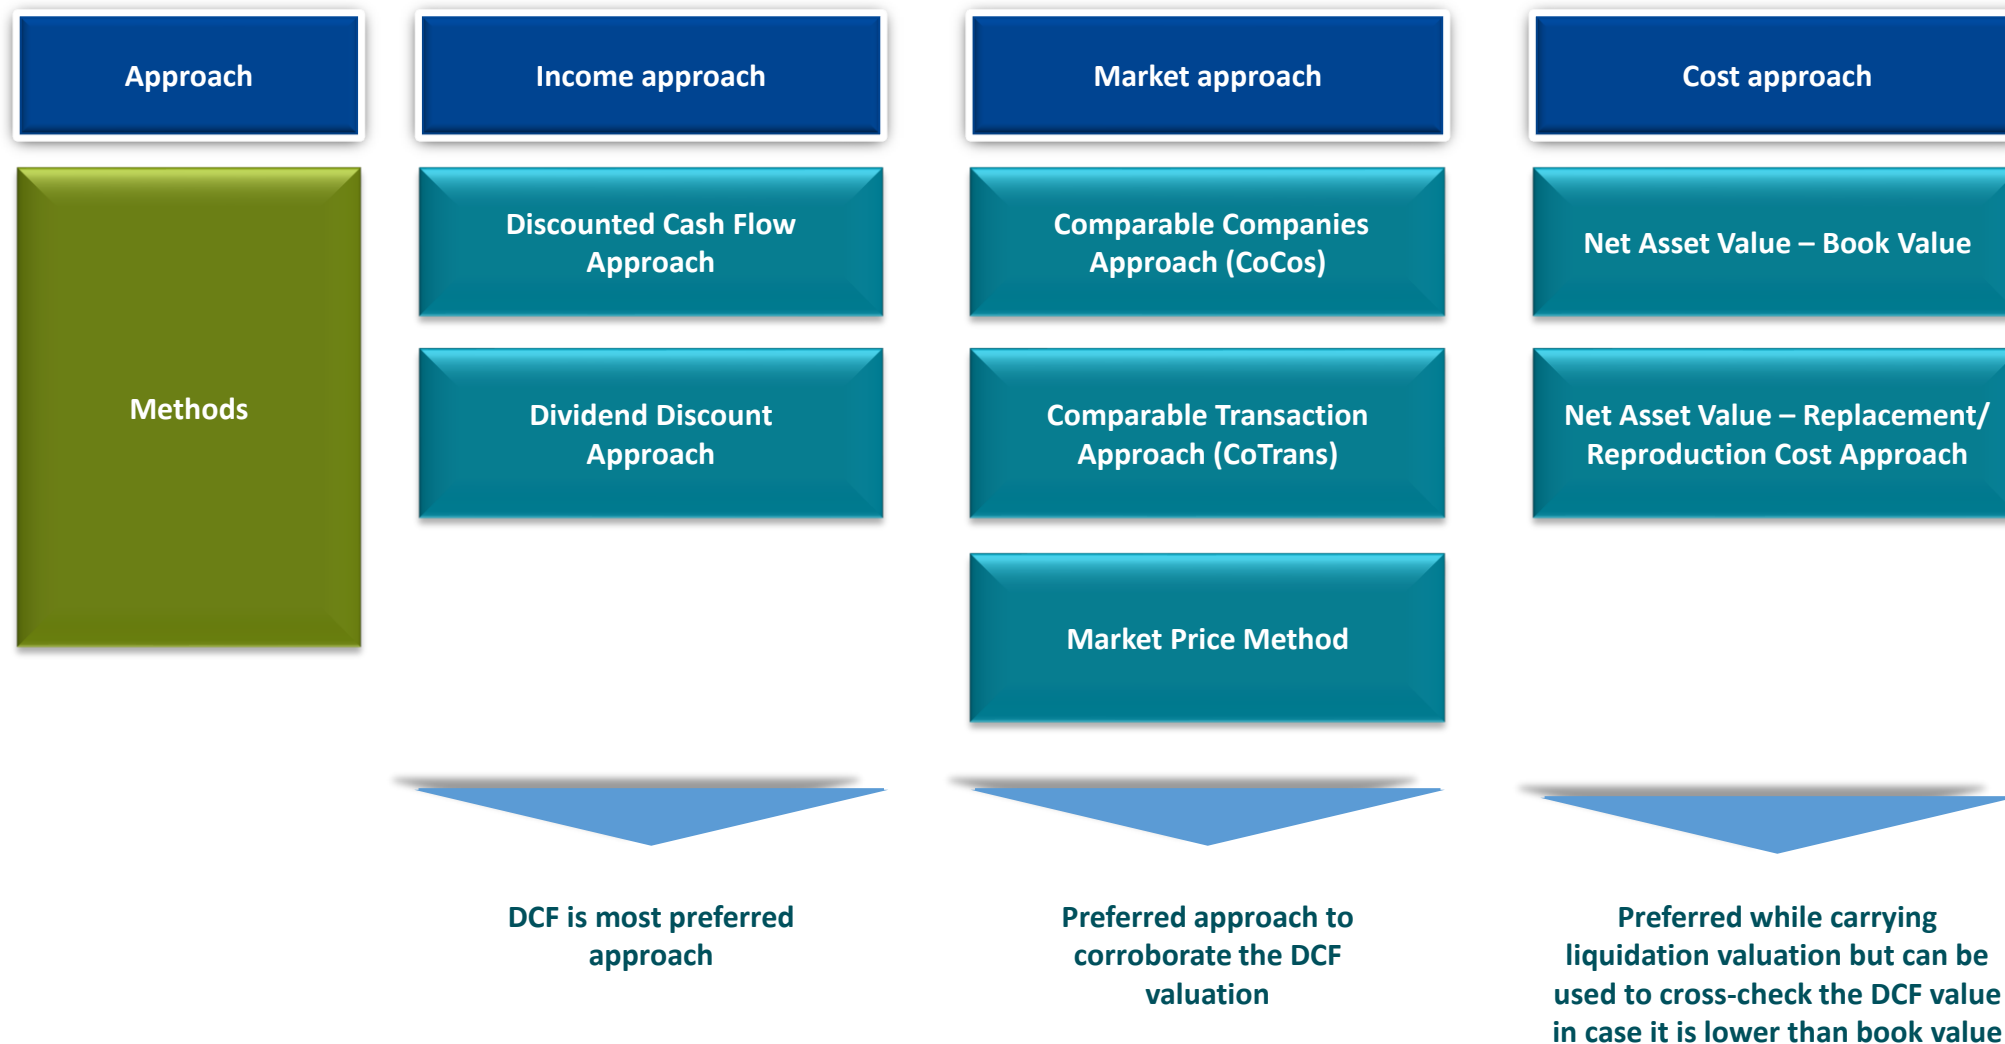 Approach
Income approach
Market approach
Cost approach
Methods
Discounted Cash Flow
Approach
Comparable Companies
Approach (CoCos)
Net Asset Value – Book Value
Dividend Discount
Approach
Comparable Transaction
Approach (CoTrans)
Net Asset Value – Replacement/
Reproduction Cost Approach
Market Price Method
DCF is most preferred
approach
Preferred approach to
corroborate the DCF
valuation
Preferred while carrying
liquidation valuation but can be
used to cross-check the DCF value
in case it is lower than book value